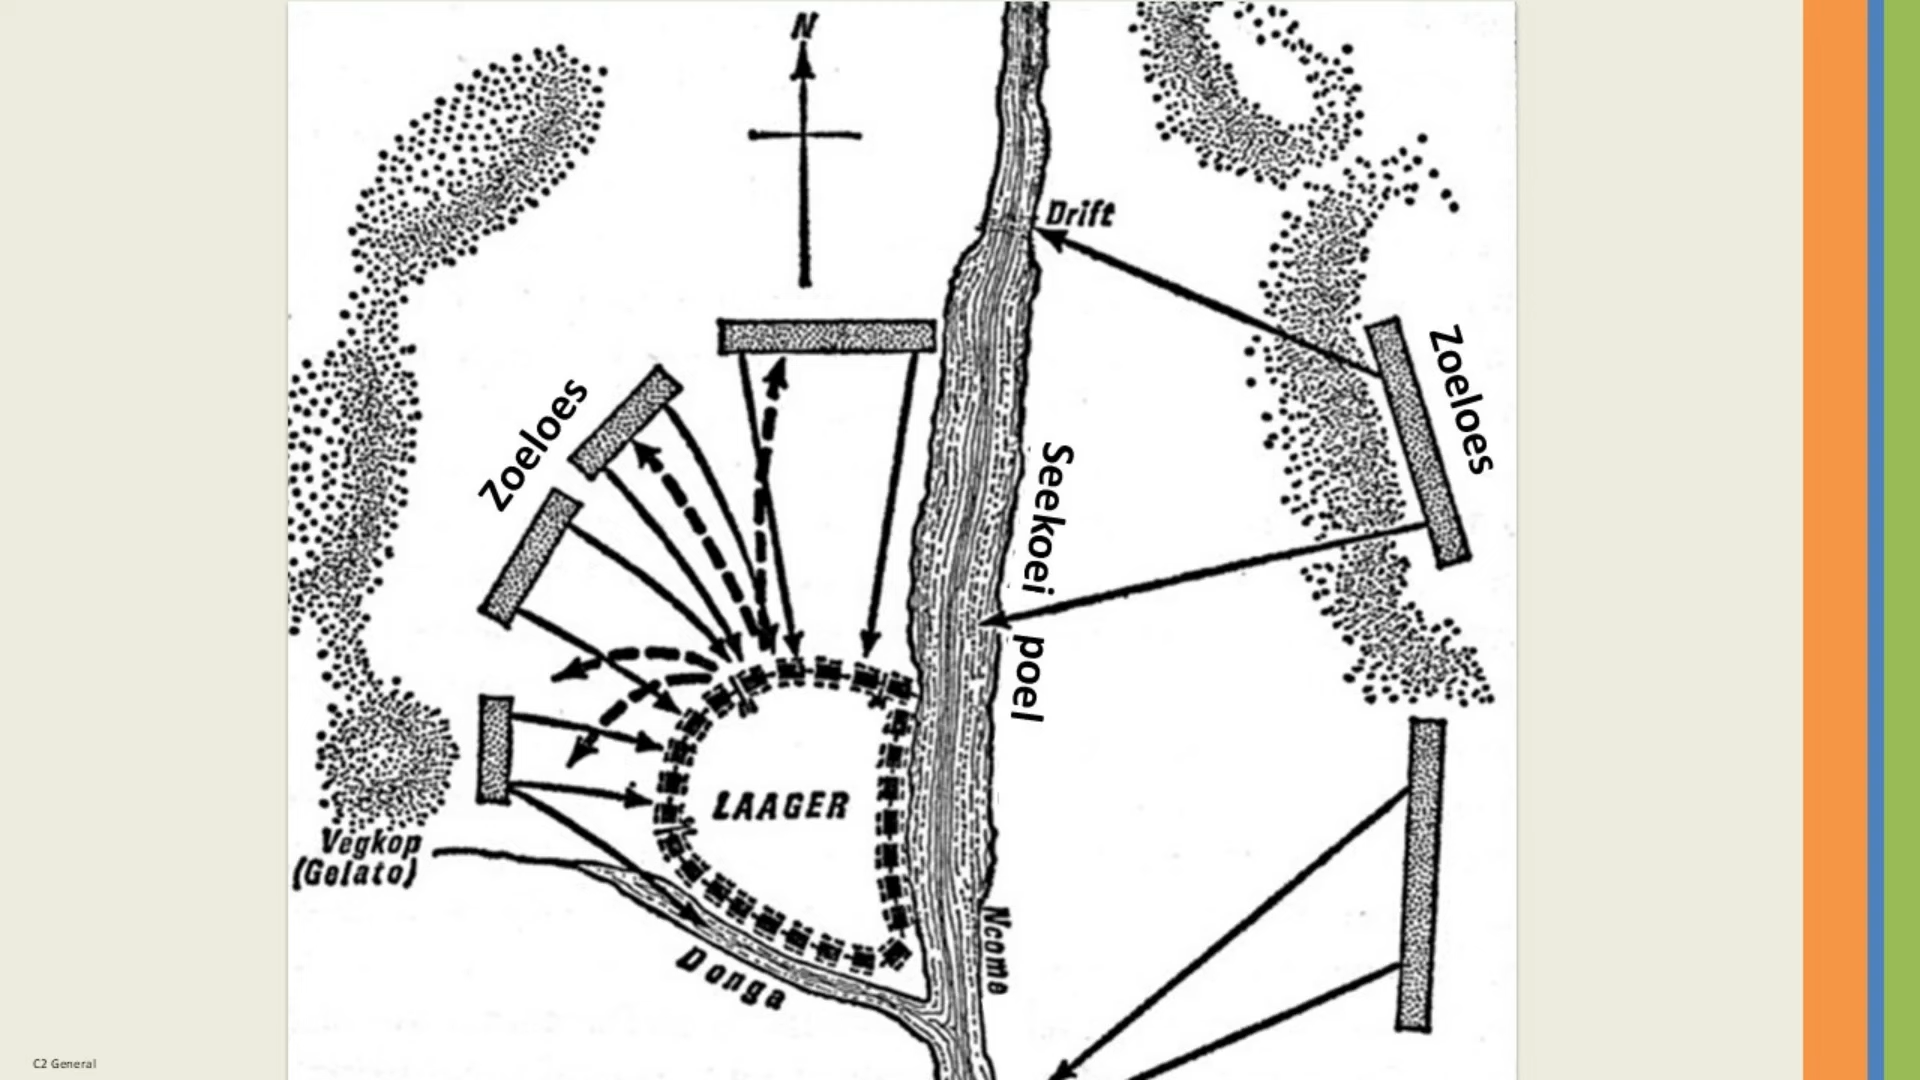 N
Drift
Zoeloes
Zoeloes
Seekoei poel
LAAGER
Vegkop
(Gelato)
Ncome
Donga
C2 General